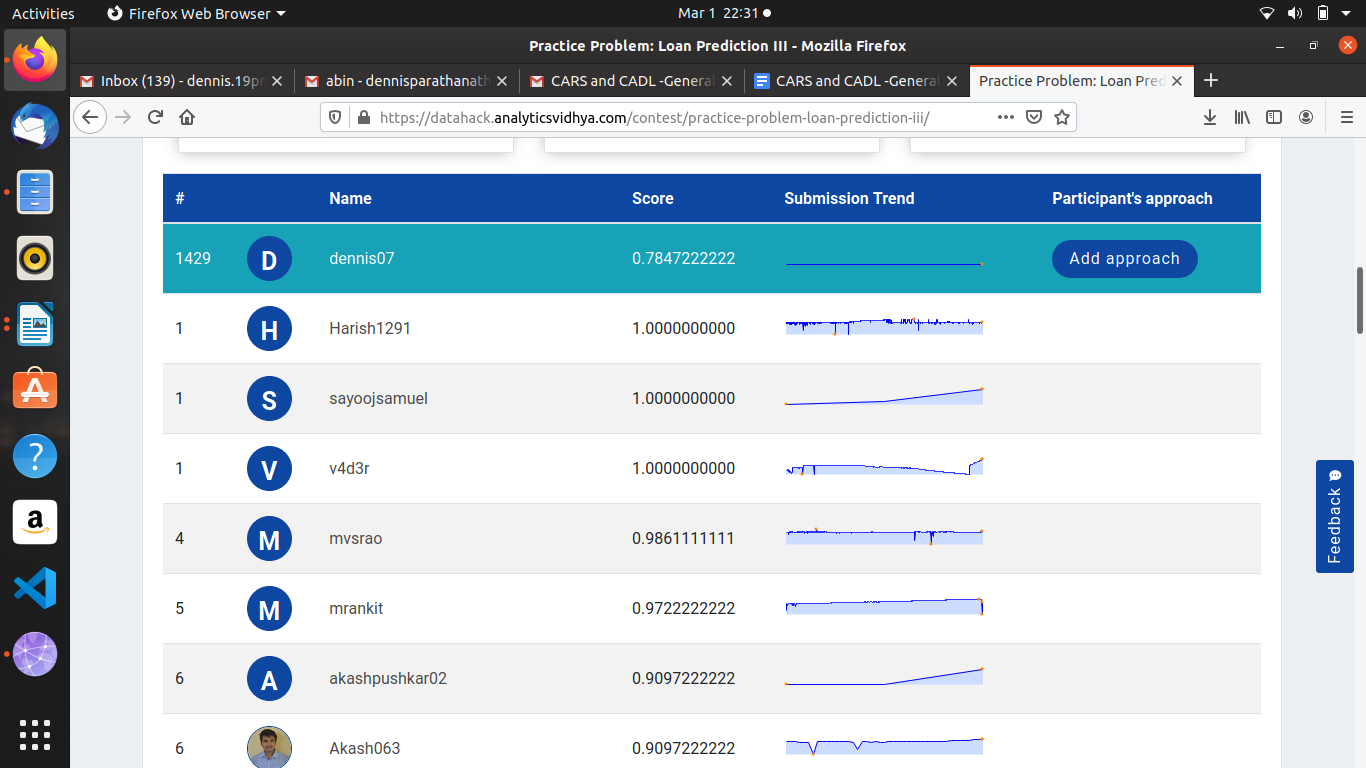 Activities Firefox Web Browser Mar 1 22:31
Practice Problem: Loan Prediction III - Mozilla Firefox
Inbox (139) - dennis.19pr abin - dennisparathanath CARS and CADL -General CARS and CADL -General Practice Problem: Loan Pred
https://datahack.analyticsvidhya.com/contest/practice-problem-loan-prediction-iii/
# Name Score Submission Trend Participant's approach
1429 D dennis07 0.7847222222 Add approach
1 H Harish1291 1.0000000000
1 S sayoojsamuel 1.0000000000
1 V v4d3r 1.0000000000
4 M mvsrao 0.9861111111
5 M mrankit 0.9722222222
6 A akashpushkar02 0.9097222222
6 Akash063 0.9097222222
Feedback